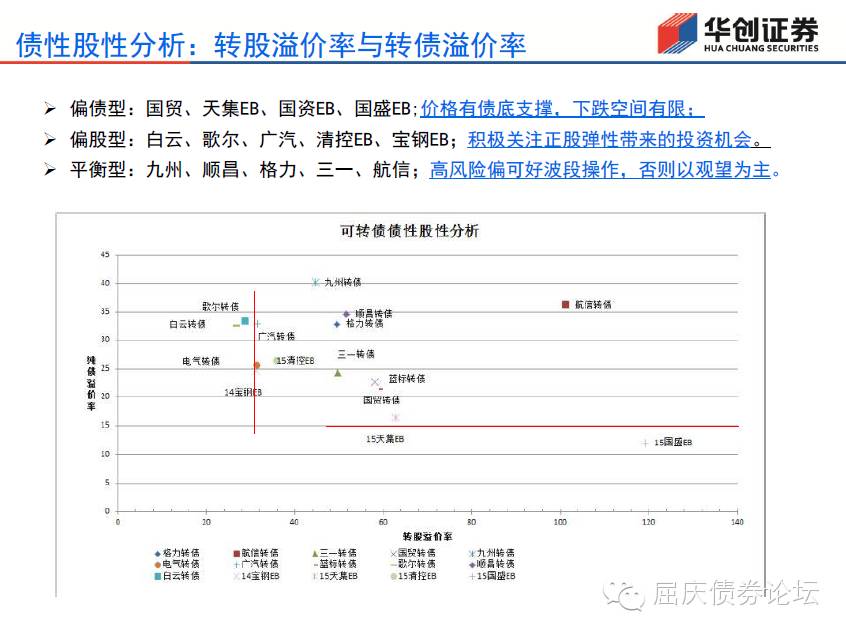 债性股性分析：转股溢价率与转债溢价率
华创证券
HUA CHUANG SECURITIES
➢ 偏债型：国贸、天集EB、国资EB、国盛EB;价格有债底支撑，下跌空间有限；
➢ 偏股型：白云、歌尔、广汽、清控EB、宝钢EB；积极关注正股弹性带来的投资机会。
➢ 平衡型：九州、顺昌、格力、三一、航信；高风险偏可好波段操作，否则以观望为主。
可转债债性股性分析
45
40
35
30
25
20
15
10
5
0
纯债溢价率
九州转债
航信转债
歌尔转债
顺昌转债
白云转债
格力转债
广汽转债
电气转债
15清控EB
三一转债
蓝标转债
14宝钢EB
国贸转债
15天集EB
15国盛EB
0 20 40 60 80 100 120 140
转股溢价率
格力转债 航信转债 三一转债 国贸转债 九州转债
电气转债 广汽转债 蓝标转债 歌尔转债 顺昌转债
白云转债 14宝钢EB 15天集EB 15清控EB 15国盛EB
屈庆债券论坛